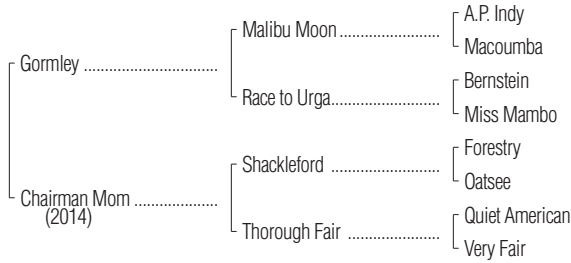 A.P. Indy
Malibu Moon
Macoumba
Gormley
Bernstein
Race to Urga
Miss Mambo
Forestry
Shackleford
Oatsee
Chairman Mom
(2014)
Quiet American
Thorough Fair
Very Fair